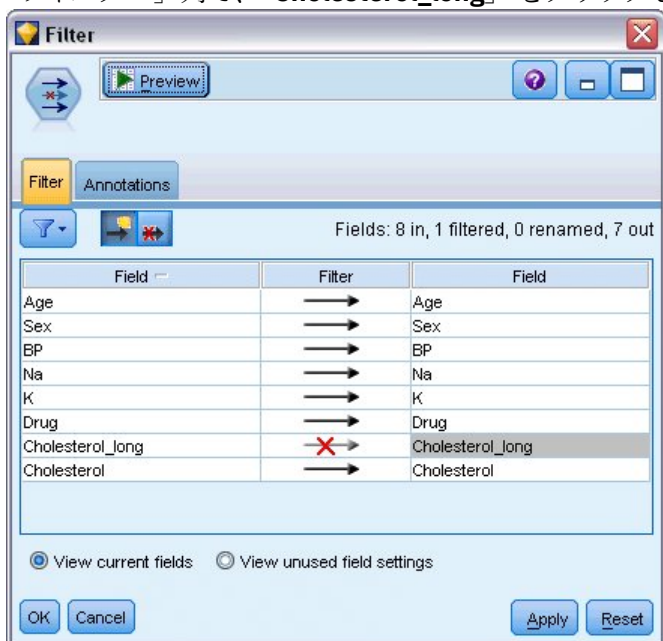 Cholesterol_long
Filter
Preview
Filter
Annotations
Fields: 8 in, 1 filtered, 0 renamed, 7 out
Field Filter Field
Age Age
Sex Sex
BP BP
Na Na
K K
Drug Drug
Cholesterol_long Cholesterol_long
Cholesterol Cholesterol
View current fields View unused field settings
OK Cancel Apply Reset